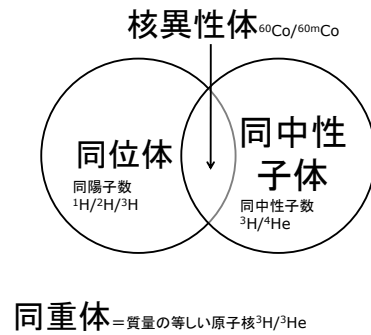 核異性体⁶⁰Co/⁶⁰ᵐCo
同位体
同陽子数
¹H/²H/³H
同中性
子体
同中性子数
³H/⁴He
同重体=質量の等しい原子核³H/³He